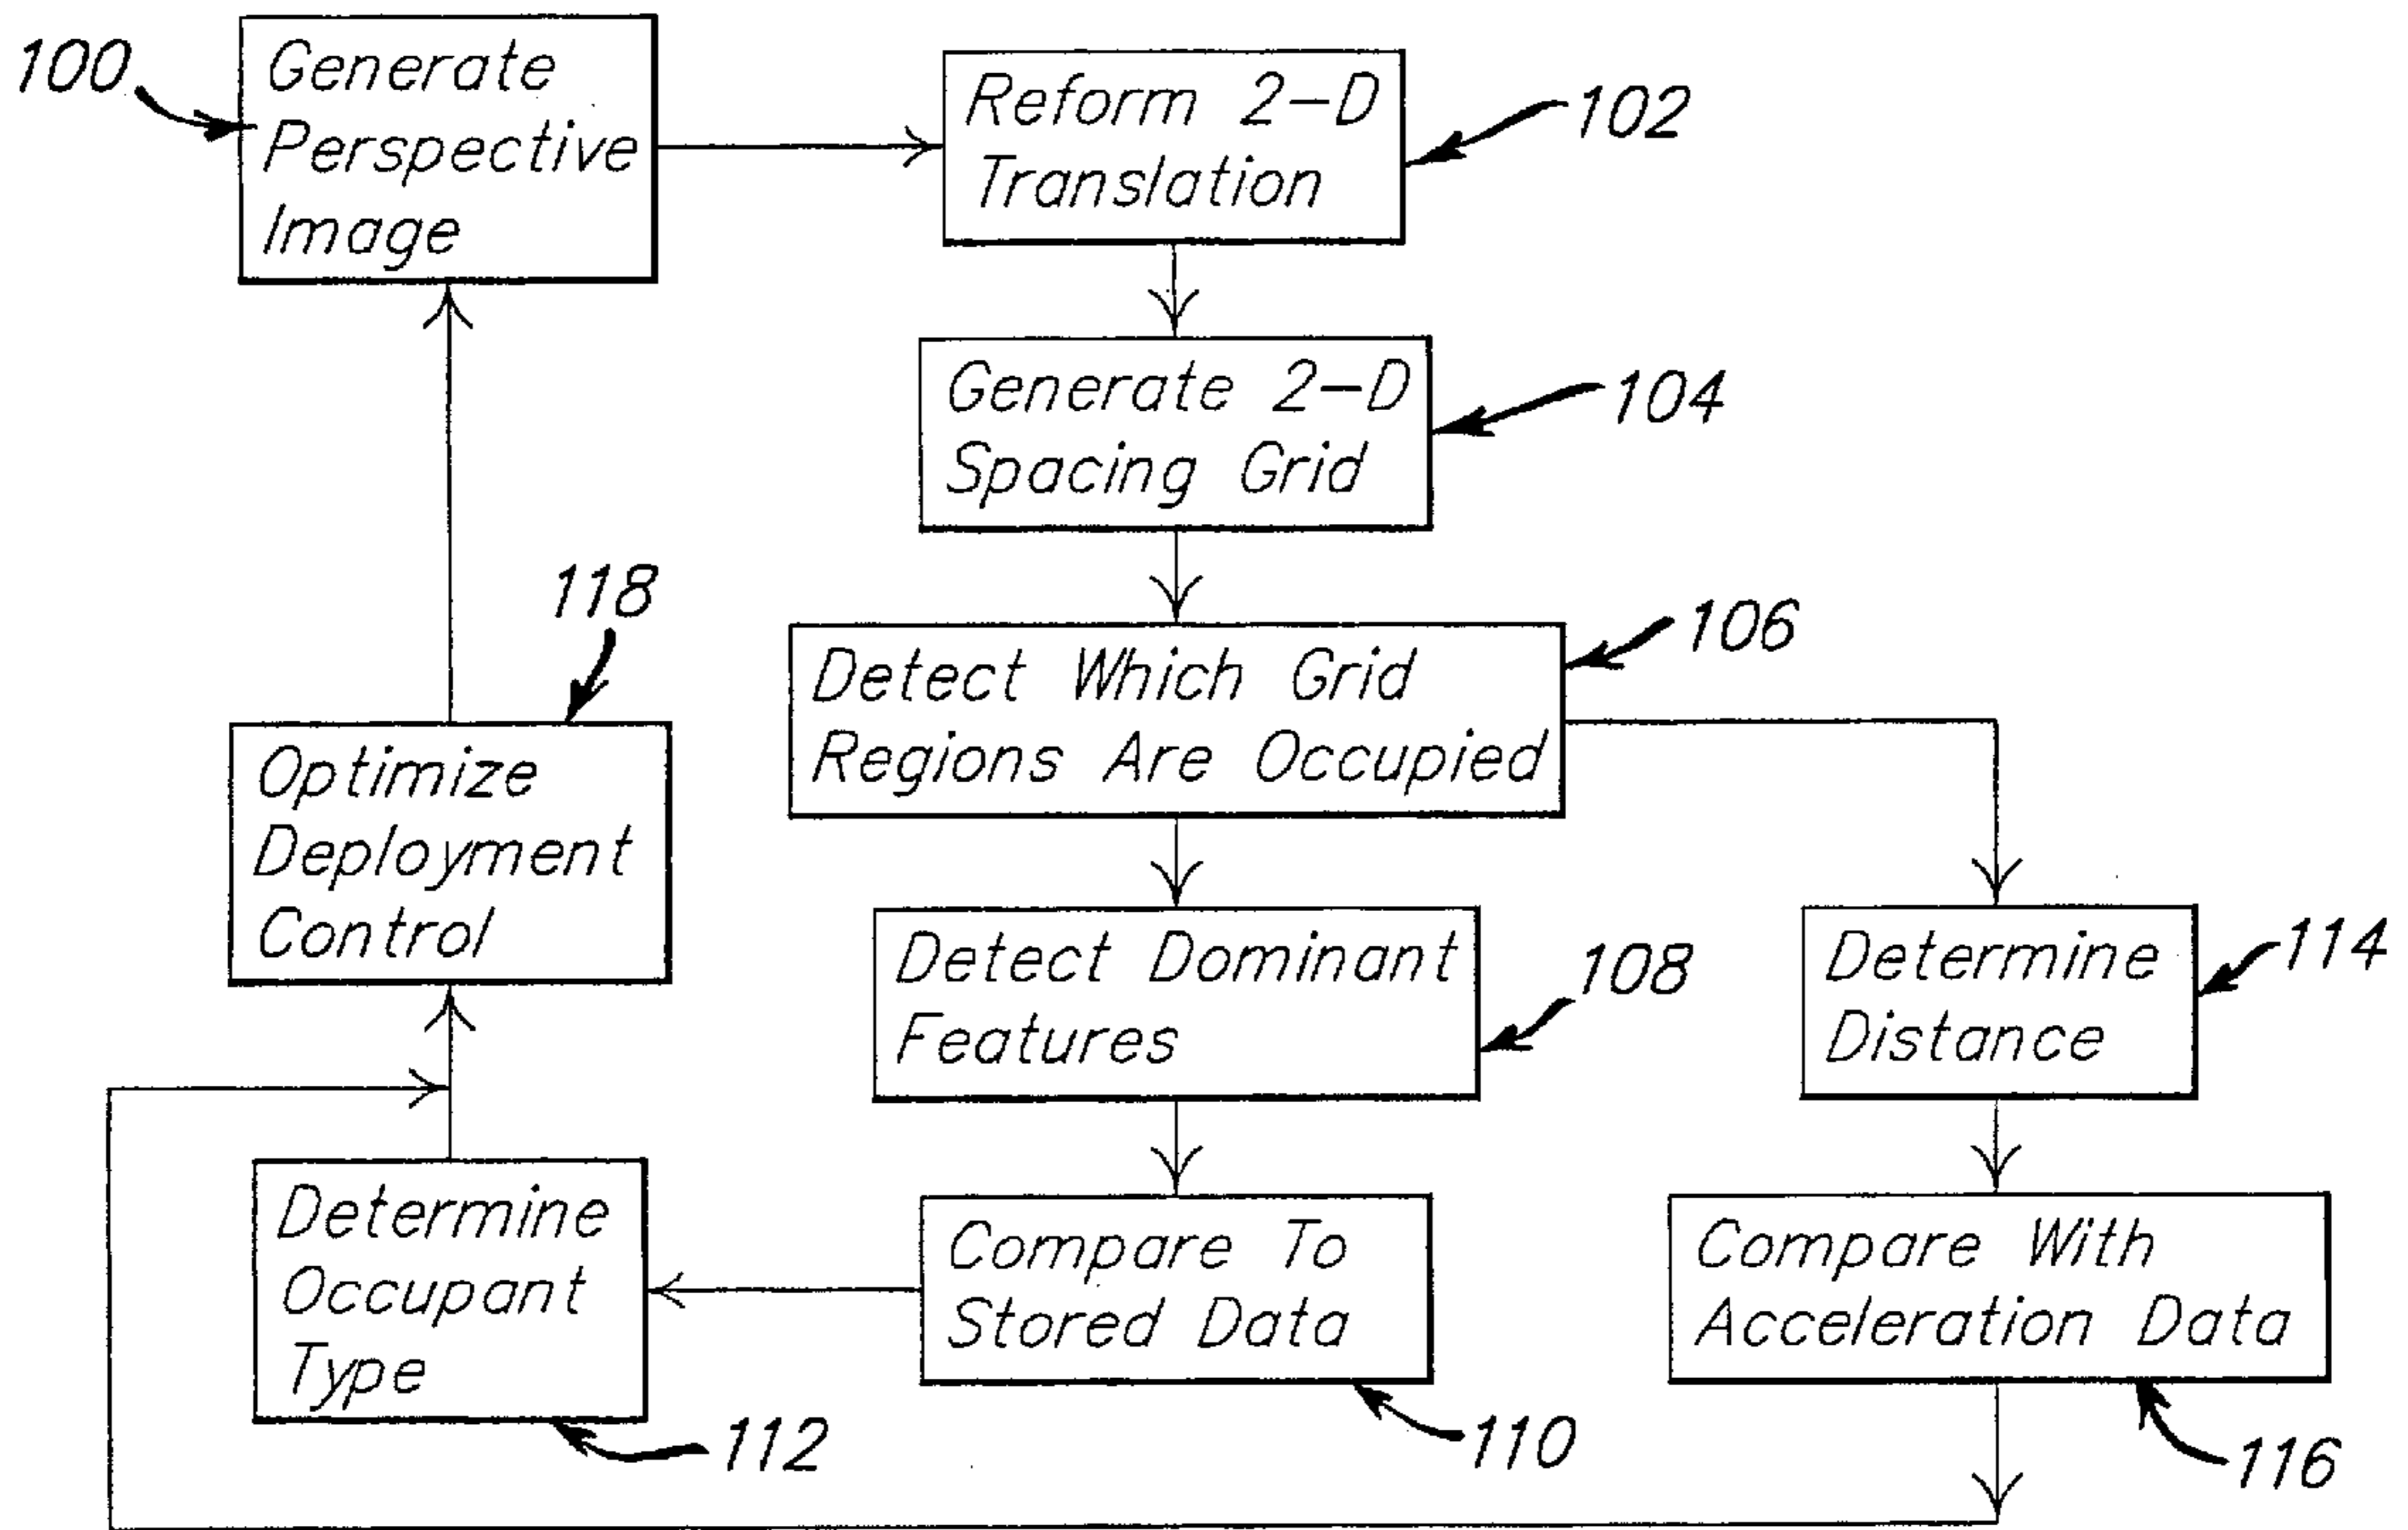 100
Generate
Perspective
Image
Reform 2-D
Translation
102
Generate 2-D
Spacing Grid
104
Detect Which Grid
Regions Are Occupied
106
Detect Dominant
Features
108
Determine
Distance
114
Compare To
Stored Data
110
Compare With
Acceleration Data
116
Determine
Occupant
Type
112
Optimize
Deployment
Control
118